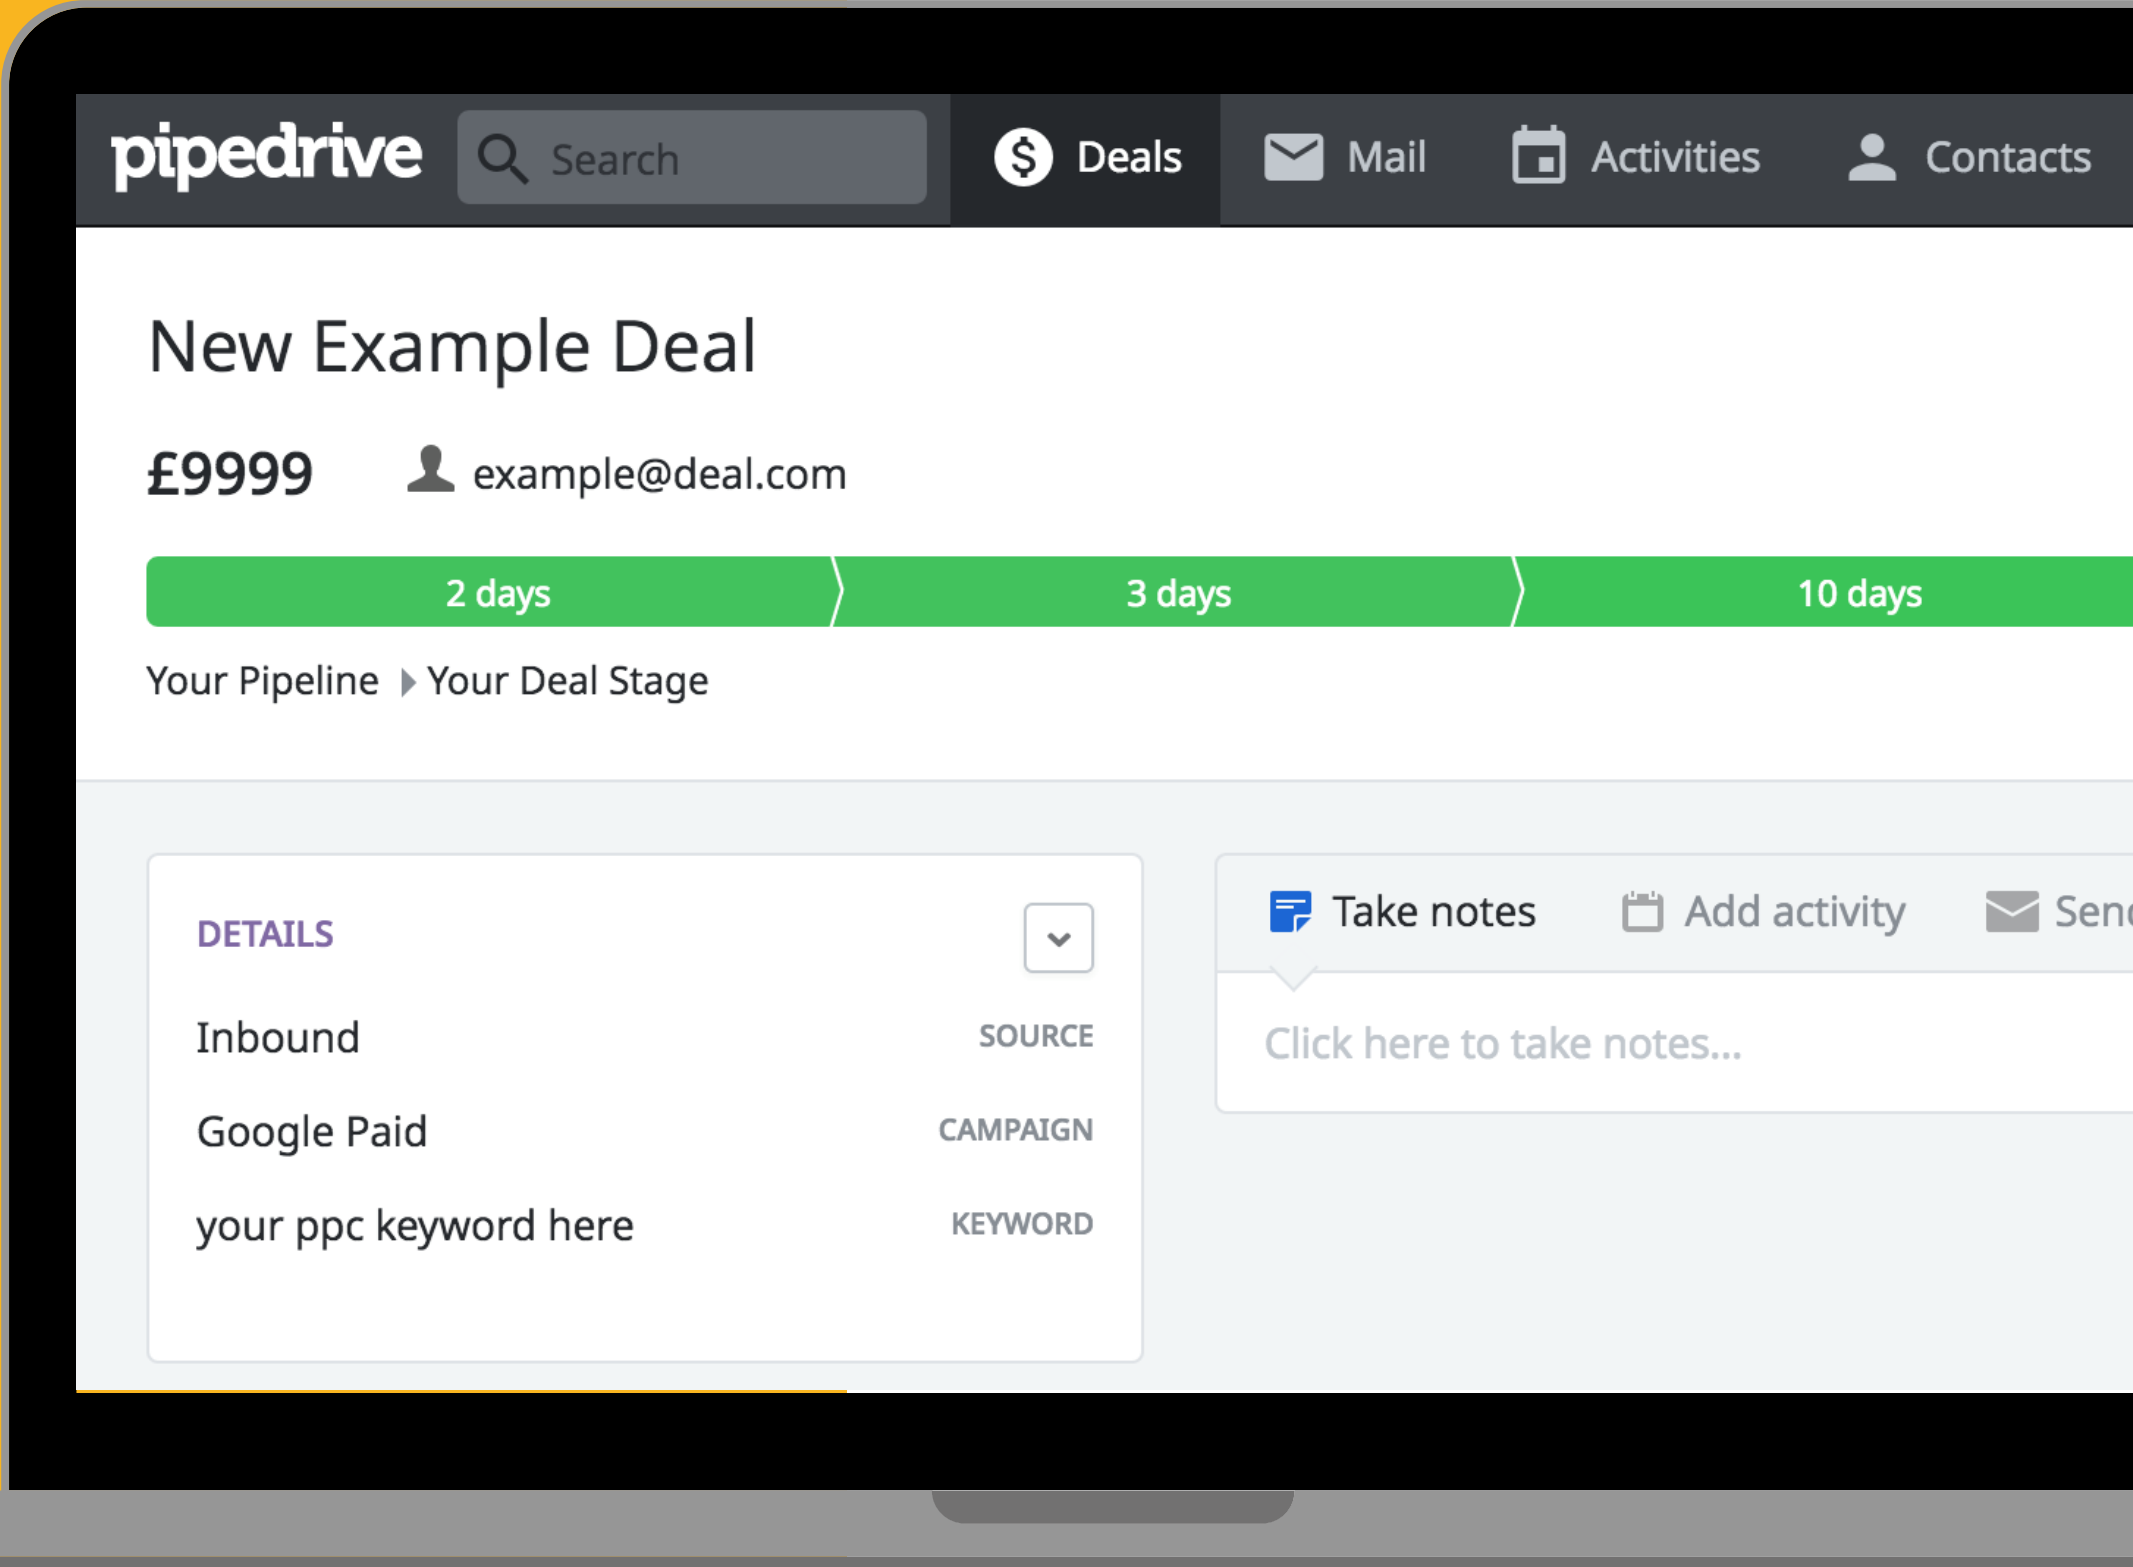 pipedrive Search Deals Mail Activities Contacts
New Example Deal
£9999 example@deal.com
2 days 3 days 10 days
Your Pipeline Your Deal Stage
DETAILS
Inbound SOURCE
Google Paid CAMPAIGN
your ppc keyword here KEYWORD
Take notes Add activity
Click here to take notes...